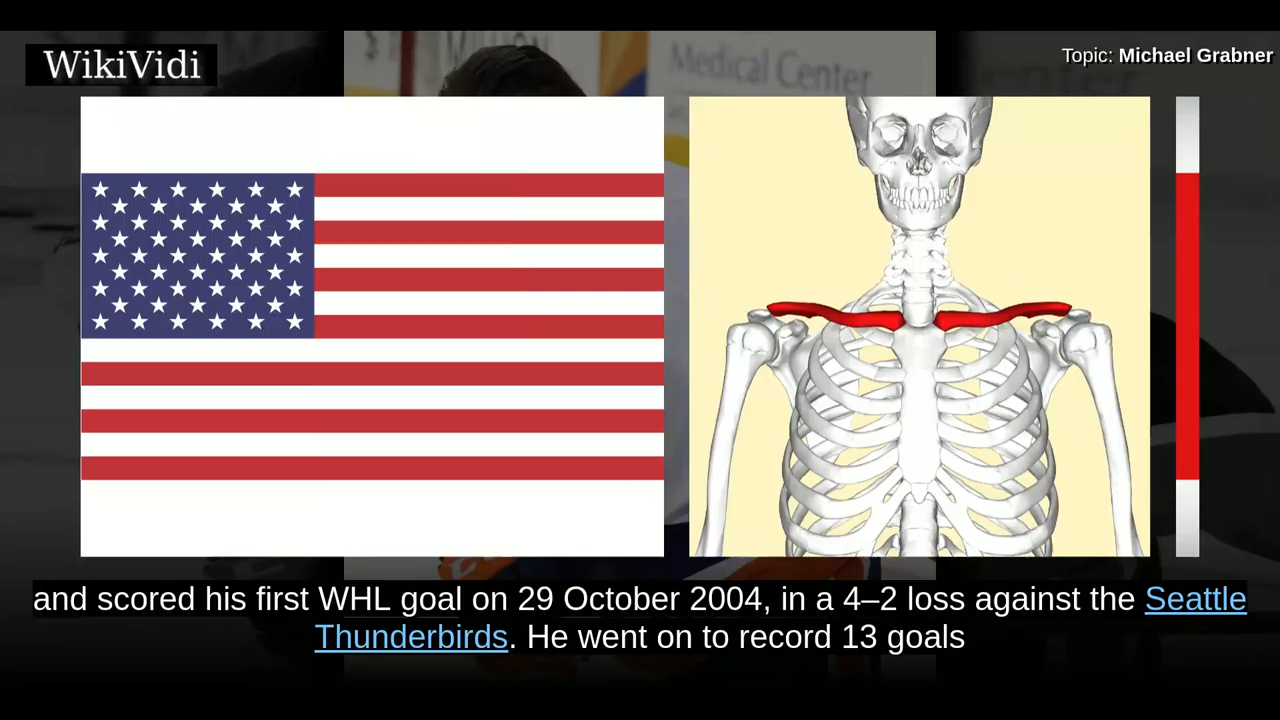 WikiVidi
Topic: Michael Grabner
Medical Center
and scored his first WHL goal on 29 October 2004, in a 4–2 loss against the Seattle
Thunderbirds. He went on to record 13 goals